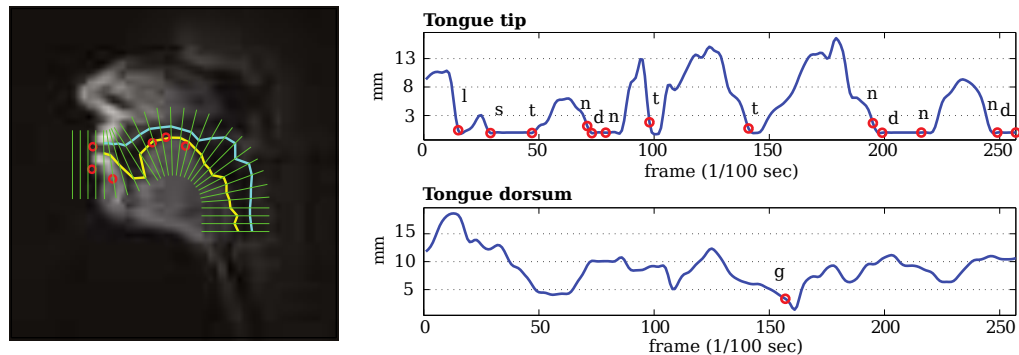 Tongue tip
mm
13
8
3
l s t n d n t t n d n n d
0 50 100 150 200 250
frame (1/100 sec)
Tongue dorsum
mm
15
10
5
g
0 50 100 150 200 250
frame (1/100 sec)